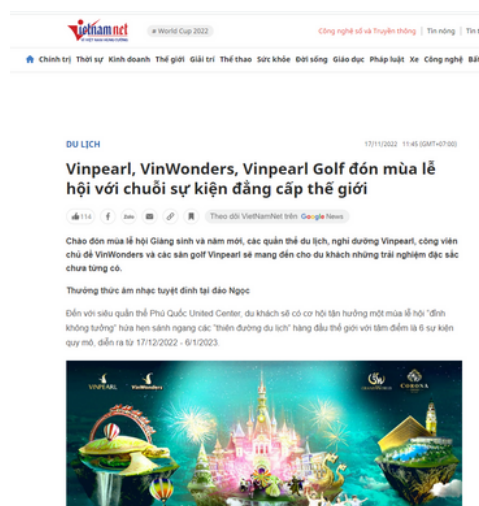 Vietnamnet
VÌ VIỆT NAM HÙNG CƯỜNG
# World Cup 2022
Công nghệ số và Truyền thông | Tin nóng |
Chính trị Thời sự Kinh doanh Thế giới Giải trí Thể thao Sức khỏe Đời sống Giáo dục Pháp luật Xe Công nghệ
DU LỊCH
17/11/2022 11:45 (GMT+07:00)
Vinpearl, VinWonders, Vinpearl Golf đón mùa lễ
hội với chuỗi sự kiện đẳng cấp thế giới
114 Zalo Theo dõi VietNamNet trên Google News
Chào đón mùa lễ hội Giáng sinh và năm mới, các quần thể du lịch, nghỉ dưỡng Vinpearl, công viên
chủ đề VinWonders và các sân golf Vinpearl sẽ mang đến cho du khách những trải nghiệm đặc sắc
chưa từng có.
Thưởng thức âm nhạc tuyệt đỉnh tại đảo Ngọc
Đến với siêu quần thể Phú Quốc United Center, du khách sẽ có cơ hội tận hưởng một mùa lễ hội "đỉnh
không tưởng" hứa hẹn sánh ngang các "thiên đường du lịch" hàng đầu thế giới với tâm điểm là 6 sự kiện
quy mô, diễn ra từ 17/12/2022 - 6/1/2023.
VINPEARL VinWonders GRANDWORLD CORONA